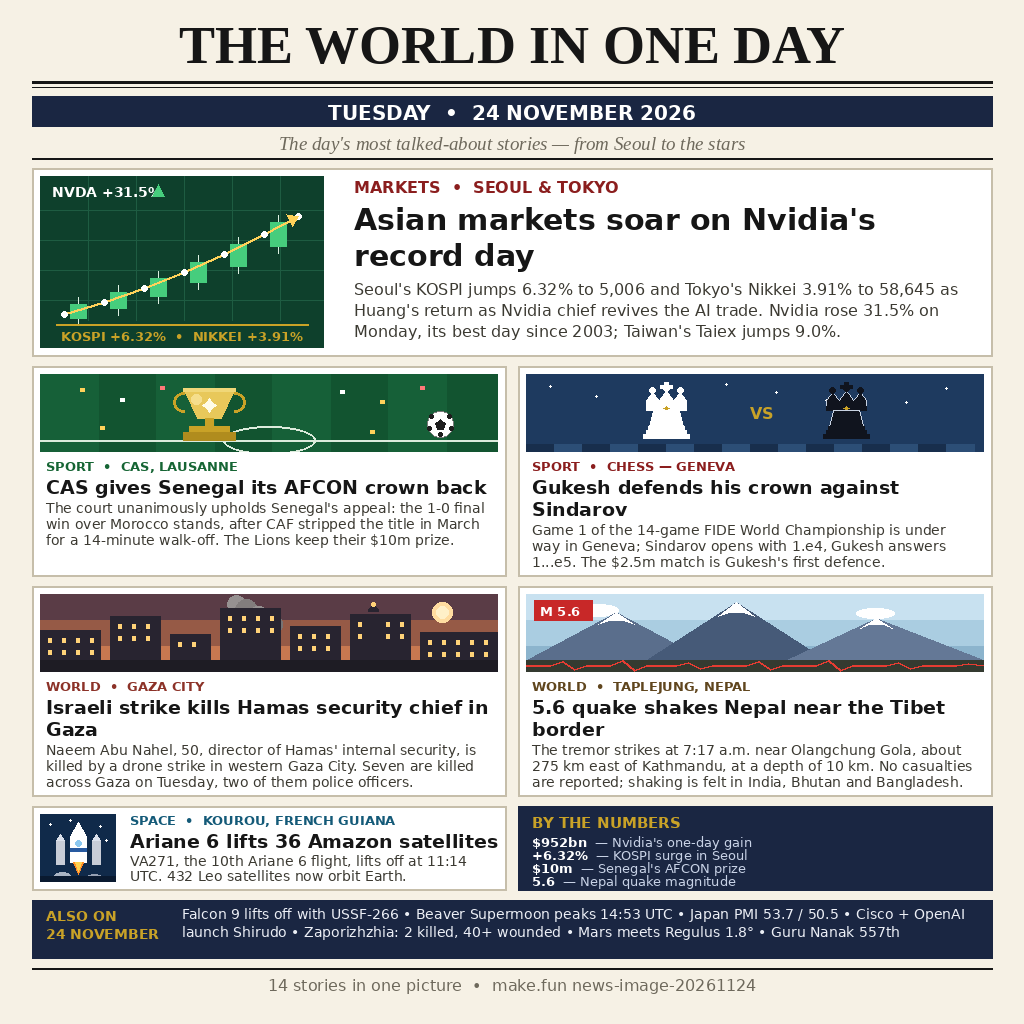 THE WORLD IN ONE DAY
TUESDAY • 24 NOVEMBER 2026
The day's most talked-about stories — from Seoul to the stars
NVDA +31.5%
KOSPI +6.32% • NIKKEI +3.91%
MARKETS • SEOUL & TOKYO
Asian markets soar on Nvidia's
record day
Seoul's KOSPI jumps 6.32% to 5,006 and Tokyo's Nikkei 3.91% to 58,645 as
Huang's return as Nvidia chief revives the AI trade. Nvidia rose 31.5% on
Monday, its best day since 2003; Taiwan's Taiex jumps 9.0%.
SPORT • CAS, LAUSANNE
CAS gives Senegal its AFCON crown back
The court unanimously upholds Senegal's appeal: the 1-0 final
win over Morocco stands, after CAF stripped the title in March
for a 14-minute walk-off. The Lions keep their $10m prize.
VS
SPORT • CHESS — GENEVA
Gukesh defends his crown against
Sindarov
Game 1 of the 14-game FIDE World Championship is under
way in Geneva; Sindarov opens with 1.e4, Gukesh answers
1...e5. The $2.5m match is Gukesh's first defence.
WORLD • GAZA CITY
Israeli strike kills Hamas security chief in
Gaza
Naeem Abu Nahel, 50, director of Hamas' internal security, is
killed by a drone strike in western Gaza City. Seven are killed
across Gaza on Tuesday, two of them police officers.
M 5.6
WORLD • TAPLEJUNG, NEPAL
5.6 quake shakes Nepal near the Tibet
border
The tremor strikes at 7:17 a.m. near Olangchung Gola, about
275 km east of Kathmandu, at a depth of 10 km. No casualties
are reported; shaking is felt in India, Bhutan and Bangladesh.
SPACE • KOUROU, FRENCH GUIANA
Ariane 6 lifts 36 Amazon satellites
VA271, the 10th Ariane 6 flight, lifts off at 11:14
UTC. 432 Leo satellites now orbit Earth.
BY THE NUMBERS
$952bn — Nvidia's one-day gain
+6.32% — KOSPI surge in Seoul
$10m — Senegal's AFCON prize
5.6 — Nepal quake magnitude
ALSO ON
24 NOVEMBER
Falcon 9 lifts off with USSF-266 • Beaver Supermoon peaks 14:53 UTC • Japan PMI 53.7 / 50.5 • Cisco + OpenAI
launch Shirudo • Zaporizhzhia: 2 killed, 40+ wounded • Mars meets Regulus 1.8° • Guru Nanak 557th
14 stories in one picture • make.fun news-image-20261124